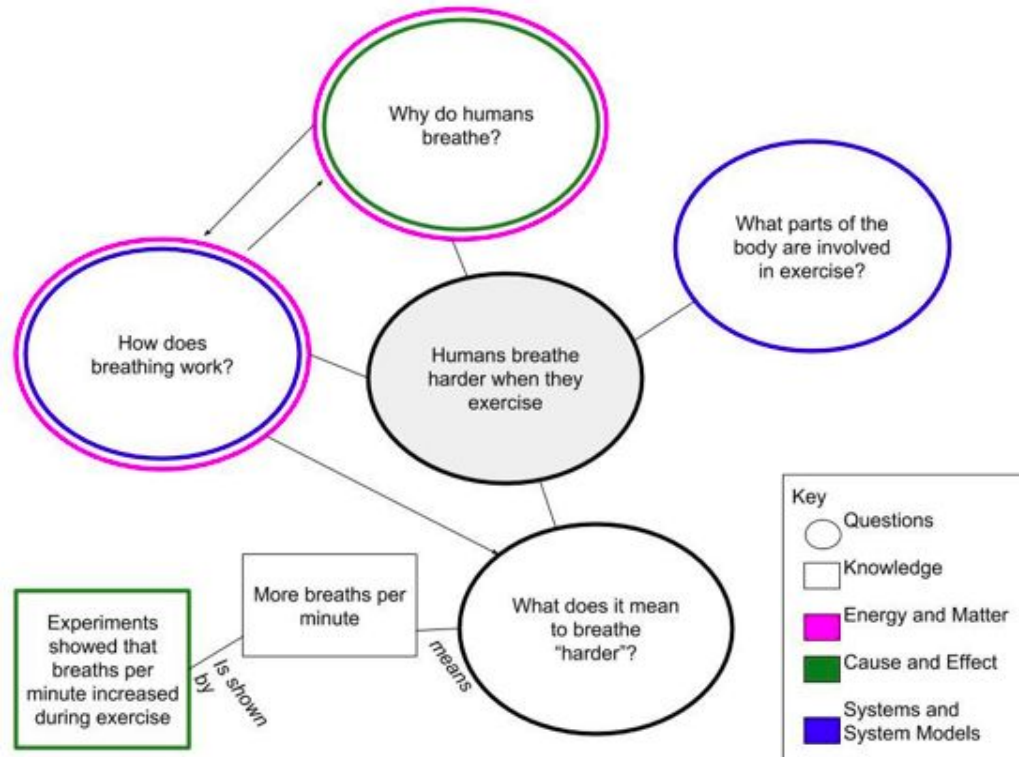 Why do humans
breathe?
What parts of the
body are involved
in exercise?
How does
breathing work?
Humans breathe
harder when they
exercise
What does it mean
to breathe
“harder”?
More breaths per
minute
means
Is shown
by
Experiments
showed that
breaths per
minute increased
during exercise
Key
Questions
Knowledge
Energy and Matter
Cause and Effect
Systems and
System Models